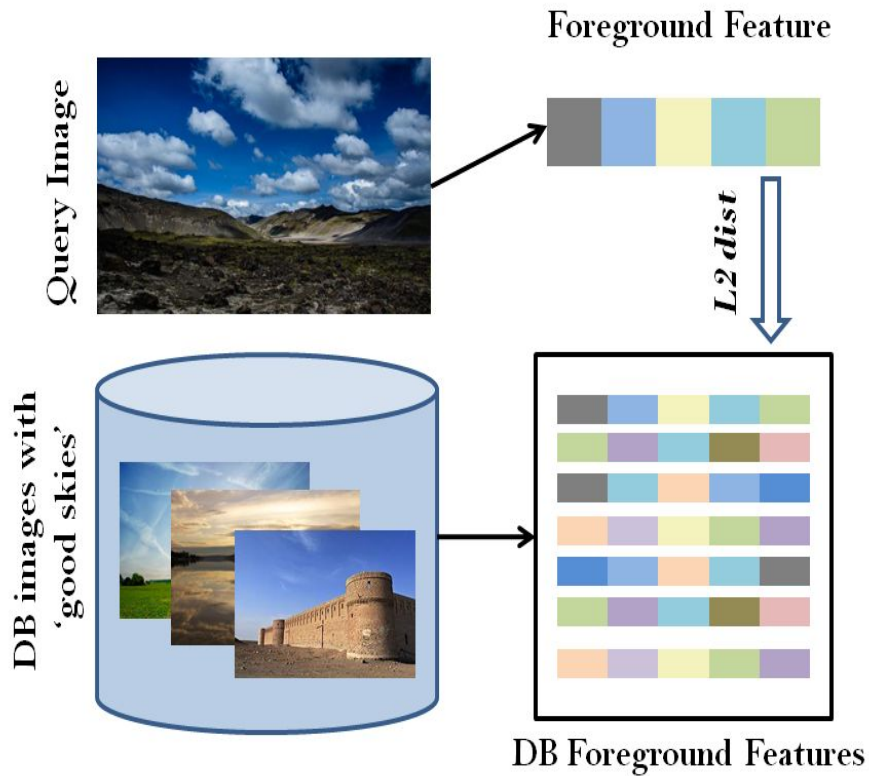 Foreground Feature
Query Image
L2 dist
DB images with
‘good skies’
DB Foreground Features